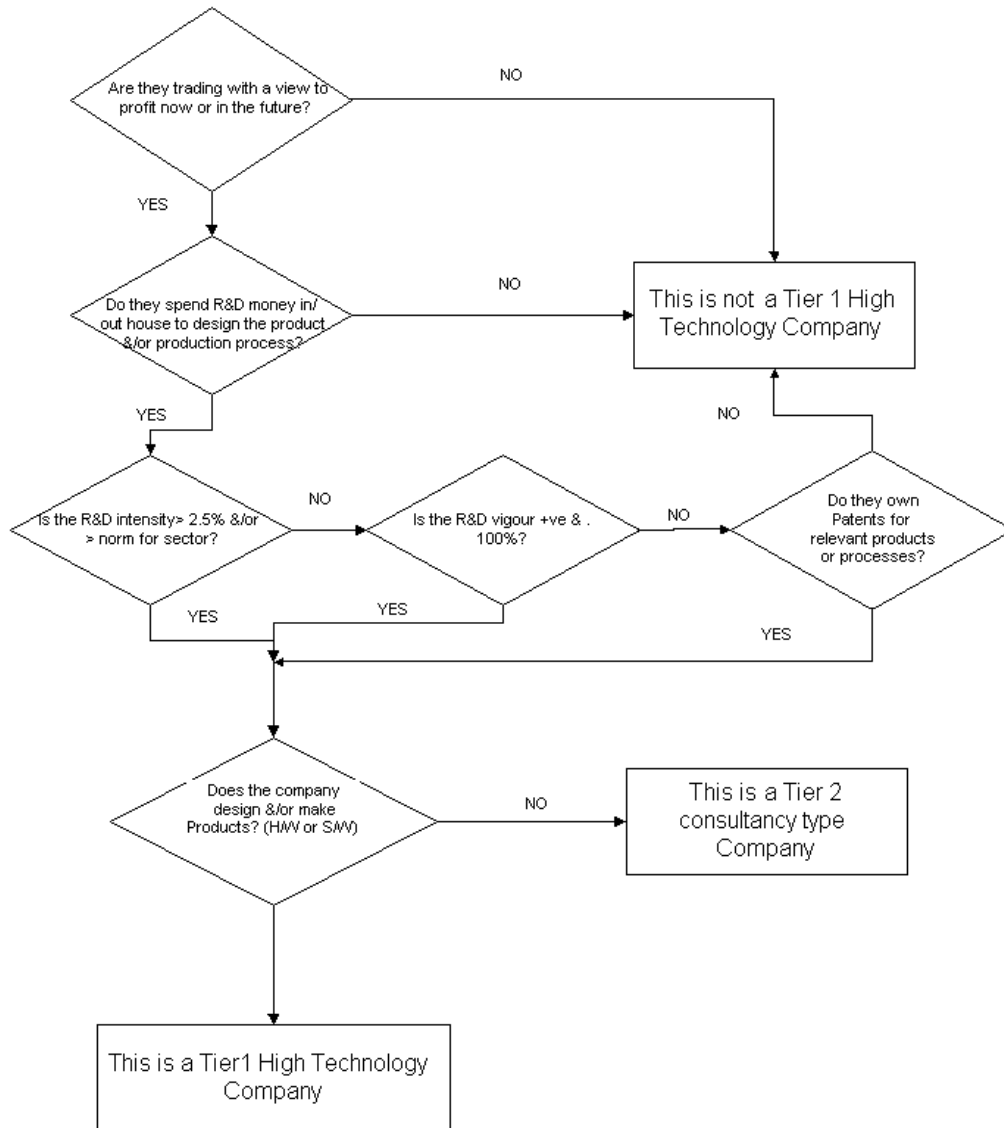 NO
Are they trading with a view to
profit now or in the future?
YES
Do they spend R&D money in/
out house to design the product
&/or production process?
NO
This is not a Tier 1 High
Technology Company
YES
NO
Is the R&D intensity> 2.5% &/or
> norm for sector?
NO
Is the R&D vigour +ve & .
100%?
NO
Do they own
Patents for
relevant products
or processes?
YES
YES
YES
Does the company
design &/or make
Products? (H/W or S/W)
NO
This is a Tier 2
consultancy type
Company
This is a Tier1 High Technology
Company